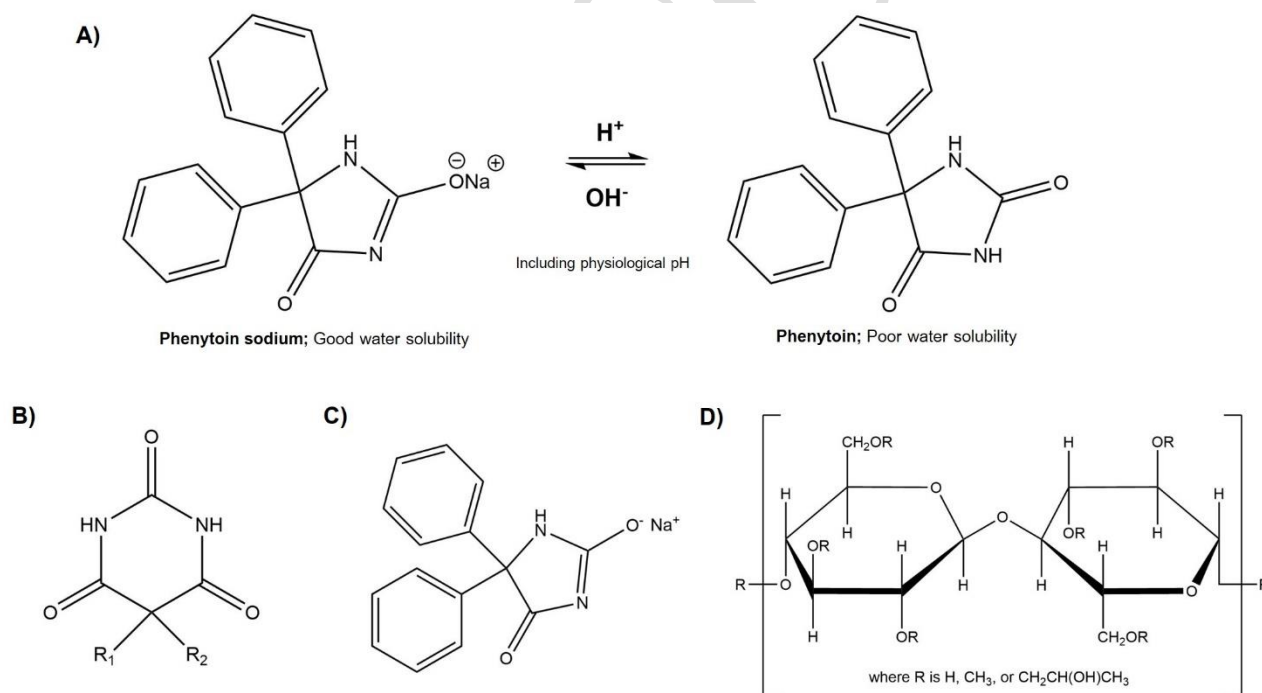 A)
H
N
⊖ ⊕
ONa
N
O
H⁺
OH⁻
Including physiological pH
NH
O
NH
O
Phenytoin sodium; Good water solubility
Phenytoin; Poor water solubility
B)
O
HN NH
O O
R₁ R₂
C)
H
N
O⁻ Na⁺
N
O
D)
CH₂OR
H
OR
H
O
H
H
H
O
OR
H
OR
H
H
R
O
H
R
O
H
OR
CH₂OR
where R is H, CH₃, or CH₂CH(OH)CH₃